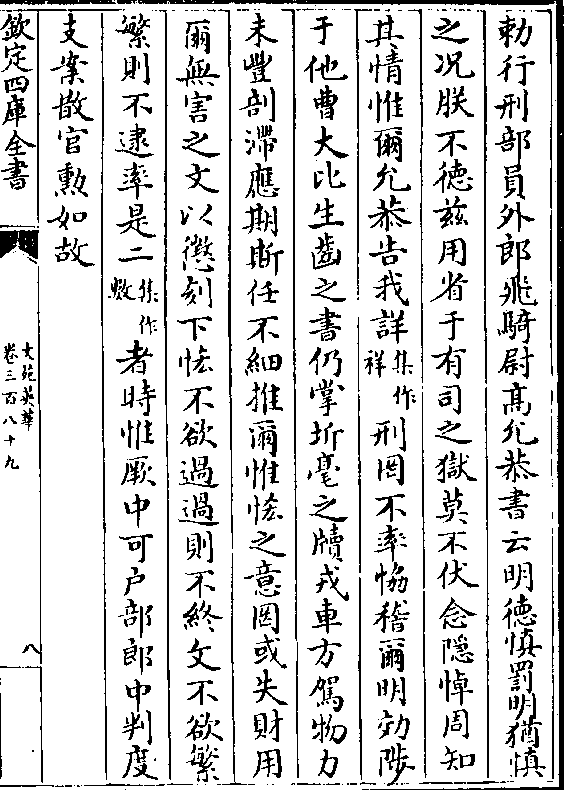 勅行刑部員外郎飛騎尉髙允恭書云明德慎罰明猶慎
之况朕不德兹用省于有司之獄莫不伏念隠悼周知
其情惟爾允恭告我詳集作祥刑罔不率恊稽爾明効陟
于他曹大比生齒之書仍掌圻毫之牘戎車方駕物力
未豐剖滯應期斯任不細推爾惟恡之意罔或失財用
爾無害之文以懲刻下恡不欲過過則不終文不欲繁
繁則不逮率是二集作數者時惟厥中可户部郎中判度
支案散官勲如故
欽定四庫全書
文苑英華
卷三百八十九
八